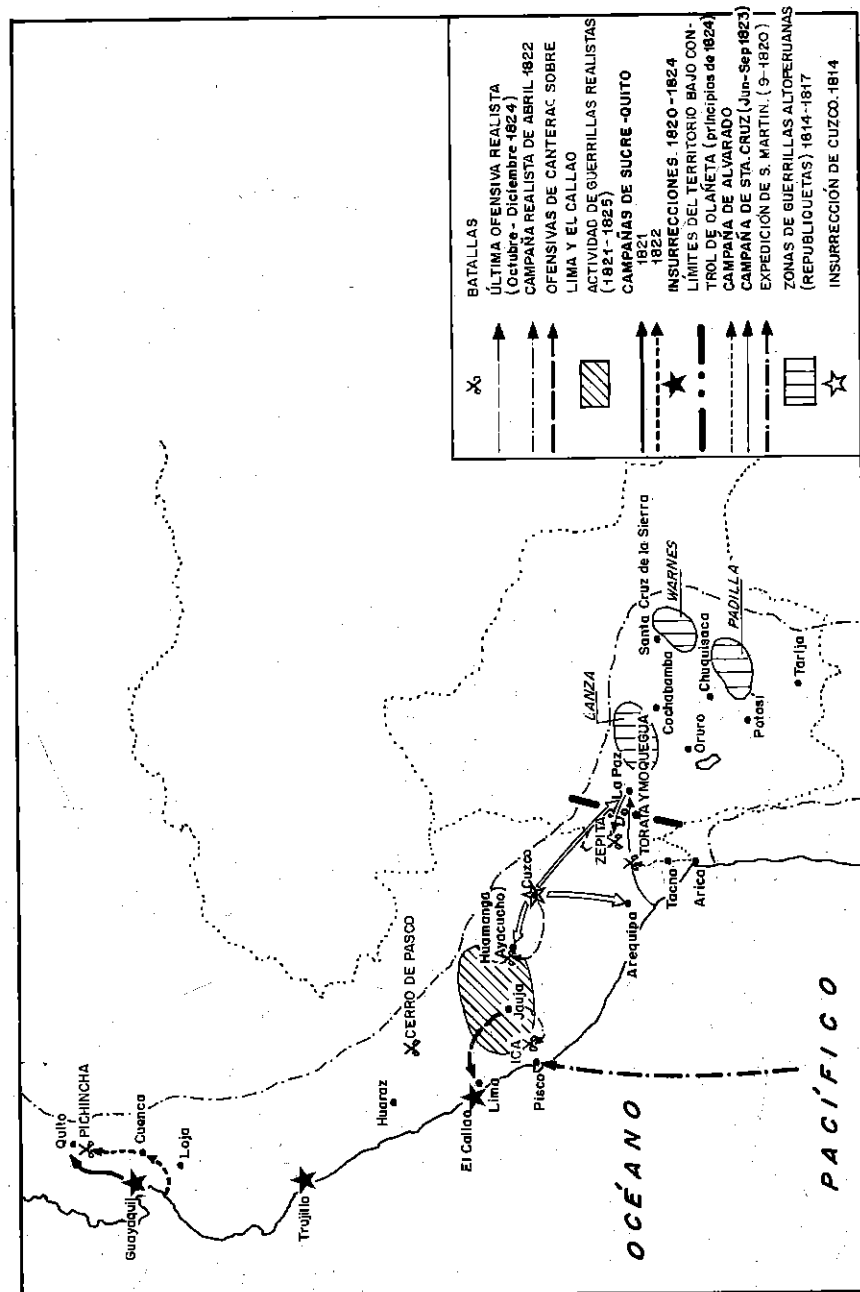 Quito
PICHINCHA
Guayaquil
Cuenca
Loja
Trujillo
Huaraz
CERRO DE PASCO
El Callao
Lima
Pisco
ICA
Jauja
Huamanga
(Ayacucho)
Cuzco
Arequipa
ZEPITA
La Paz
TORATA Y MOQUEGUA
Tacna
Arica
LANZA
Cochabamba
Oruro
Santa Cruz de la Sierra
WARNES
Chuquisaca
PADILLA
Potosí
Tarija
OCÉANO
PACÍFICO
BATALLAS
ÚLTIMA OFENSIVA REALISTA
(Octubre - Diciembre 1824)
CAMPAÑA REALISTA DE ABRIL 1822
OFENSIVAS DE CANTERAC SOBRE
LIMA Y EL CALLAO
ACTIVIDAD DE GUERRILLAS REALISTAS
(1821-1825)
CAMPAÑAS DE SUCRE - QUITO
1821
1822
INSURRECCIONES. 1820-1824
LÍMITES DEL TERRITORIO BAJO CON-
TROL DE OLAÑETA (principios de 1824)
CAMPAÑA DE ALVARADO
CAMPAÑA DE STA. CRUZ (Jun-Sep 1823)
EXPEDICIÓN DE S. MARTIN. (9-1820)
ZONAS DE GUERRILLAS ALTOPERUANAS
(REPUBLIQUETAS) 1814-1817
INSURRECIÓN DE CUZCO. 1814